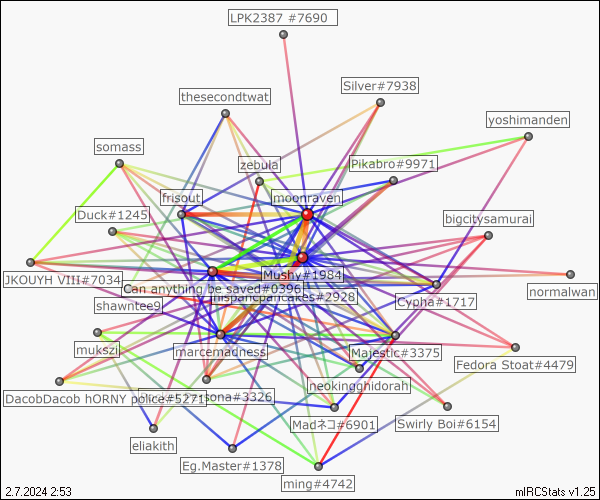 LPK2387 #7690
Silver#7938
thesecondtwat
yoshimanden
somass
zebula
Pikabro#9971
frisout
moonraven
Duck#1245
bigcitysamurai
Mushy#1984
JKOUYH VIII#7034
Can anything be saved#0396
normalwan
hispancpancakes#2928
shawntee9
Cypha#1717
mukszi
marcemadness
Majestic#3375
Fedora Stoat#4479
neokingghidorah
DacobDacob hORNY police#5271
sona#3326
Madネコ#6901
Swirly Boi#6154
eliakith
Eg.Master#1378
ming#4742
2.7.2024 2:53
mIRCStats v1.25